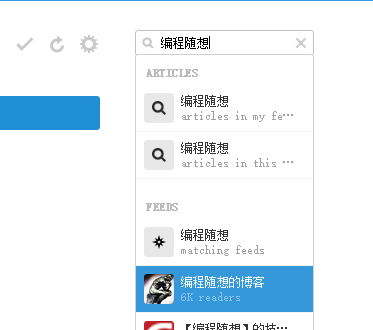 编程随想
ARTICLES
编程随想
articles in my fe…
编程随想
articles in this …
FEEDS
编程随想
matching feeds
编程随想的博客
6K readers
【编程随想】的技…